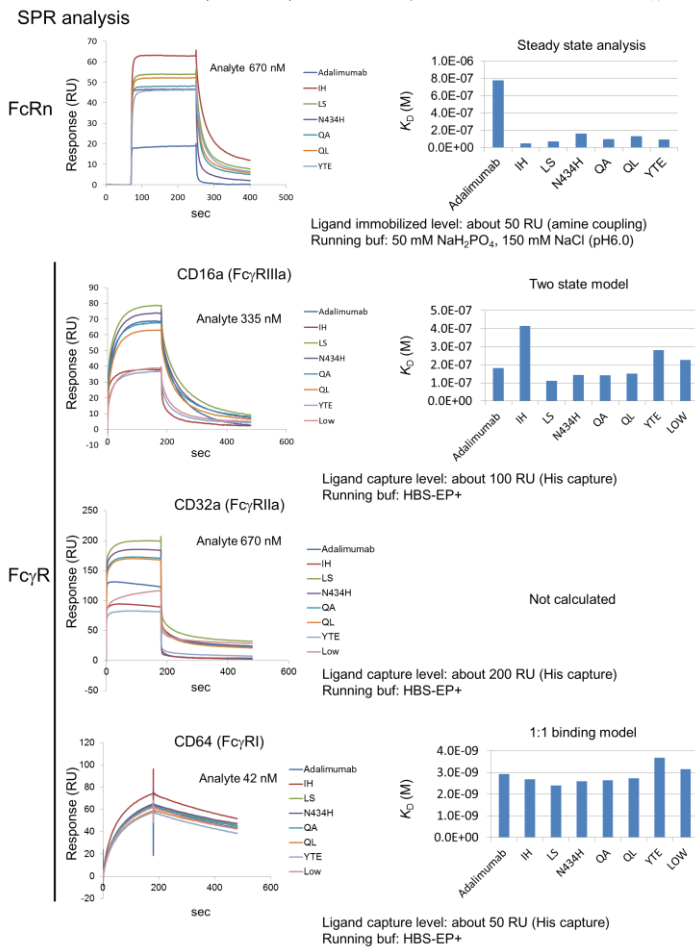 SPR analysis
FcRn
Response (RU)
70
60
50
40
30
20
10
0
0 100 200 300 400 500
sec
Analyte 670 nM
Adalimumab
IH
LS
N434H
QA
QL
YTE
Steady state analysis
K_D (M)
1.0E-06
8.0E-07
6.0E-07
4.0E-07
2.0E-07
0.0E+00
Adalimumab IH LS N434H QA QL YTE
Ligand immobilized level: about 50 RU (amine coupling)
Running buf: 50 mM NaH₂PO₄, 150 mM NaCl (pH6.0)
FcγR
CD16a (FcγRIIIa)
Response (RU)
90
80
70
60
50
40
30
20
10
0
-10
0 200 400 600
sec
Analyte 335 nM
Adalimumab
IH
LS
N434H
QA
QL
YTE
Low
Two state model
K_D (M)
5.0E-07
4.0E-07
3.0E-07
2.0E-07
1.0E-07
0.0E+00
Adalimumab IH LS N434H QA QL YTE LOW
Ligand capture level: about 100 RU (His capture)
Running buf: HBS-EP+
CD32a (FcγRIIa)
Response (RU)
250
200
150
100
50
0
-50
0 200 400 600
sec
Analyte 670 nM
Adalimumab
IH
LS
N434H
QA
QL
YTE
Low
Not calculated
Ligand capture level: about 200 RU (His capture)
Running buf: HBS-EP+
CD64 (FcγRI)
Response (RU)
120
100
80
60
40
20
0
0 200 400 600
sec
Analyte 42 nM
Adalimumab
IH
LS
N434H
QA
QL
YTE
Low
1:1 binding model
K_D (M)
4.0E-09
3.0E-09
2.0E-09
1.0E-09
0.0E+00
Adalimumab IH LS N434H QA QL YTE LOW
Ligand capture level: about 50 RU (His capture)
Running buf: HBS-EP+